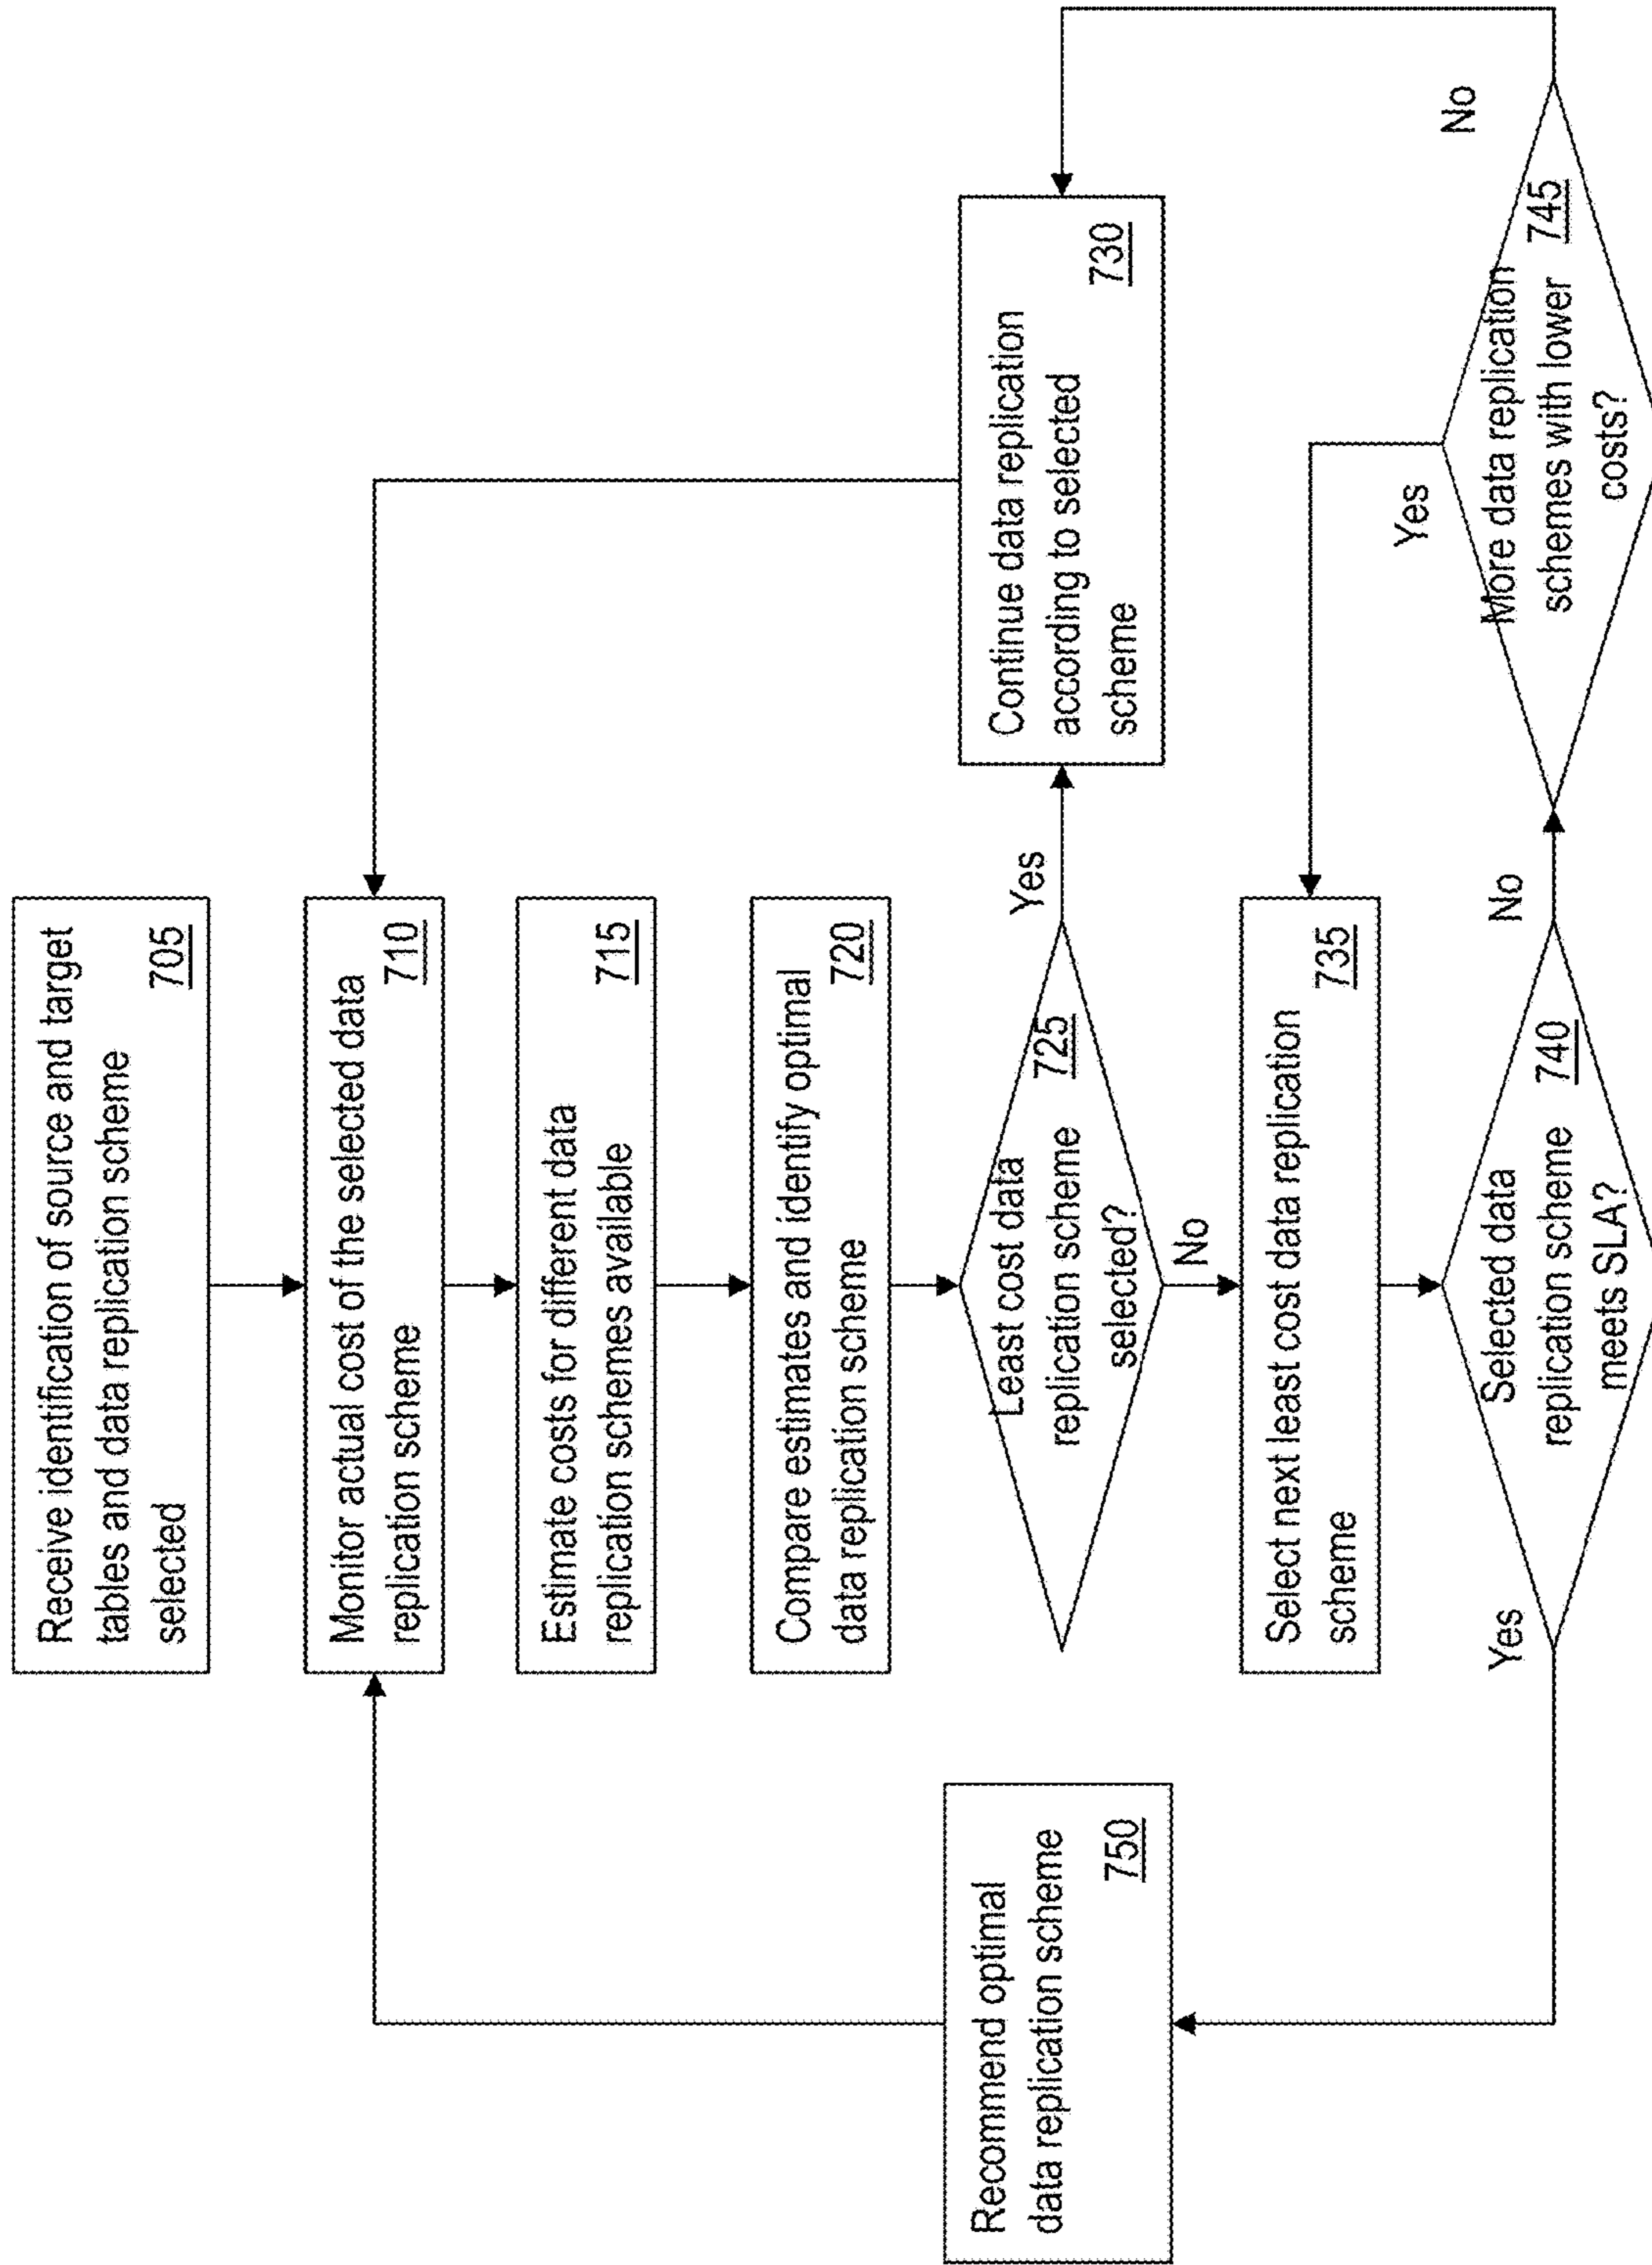 Receive identification of source and target
tables and data replication scheme
selected
705
Monitor actual cost of the selected data
replication scheme
710
Estimate costs for different data
replication schemes available
715
Compare estimates and identify optimal
data replication scheme
720
Least cost data
replication scheme
selected?
725
Yes
No
Continue data replication
according to selected
scheme
730
Select next least cost data replication
scheme
735
Selected data
replication scheme
meets SLA?
740
Yes
No
More data replication
schemes with lower
costs?
745
Yes
No
Recommend optimal
data replication scheme
750